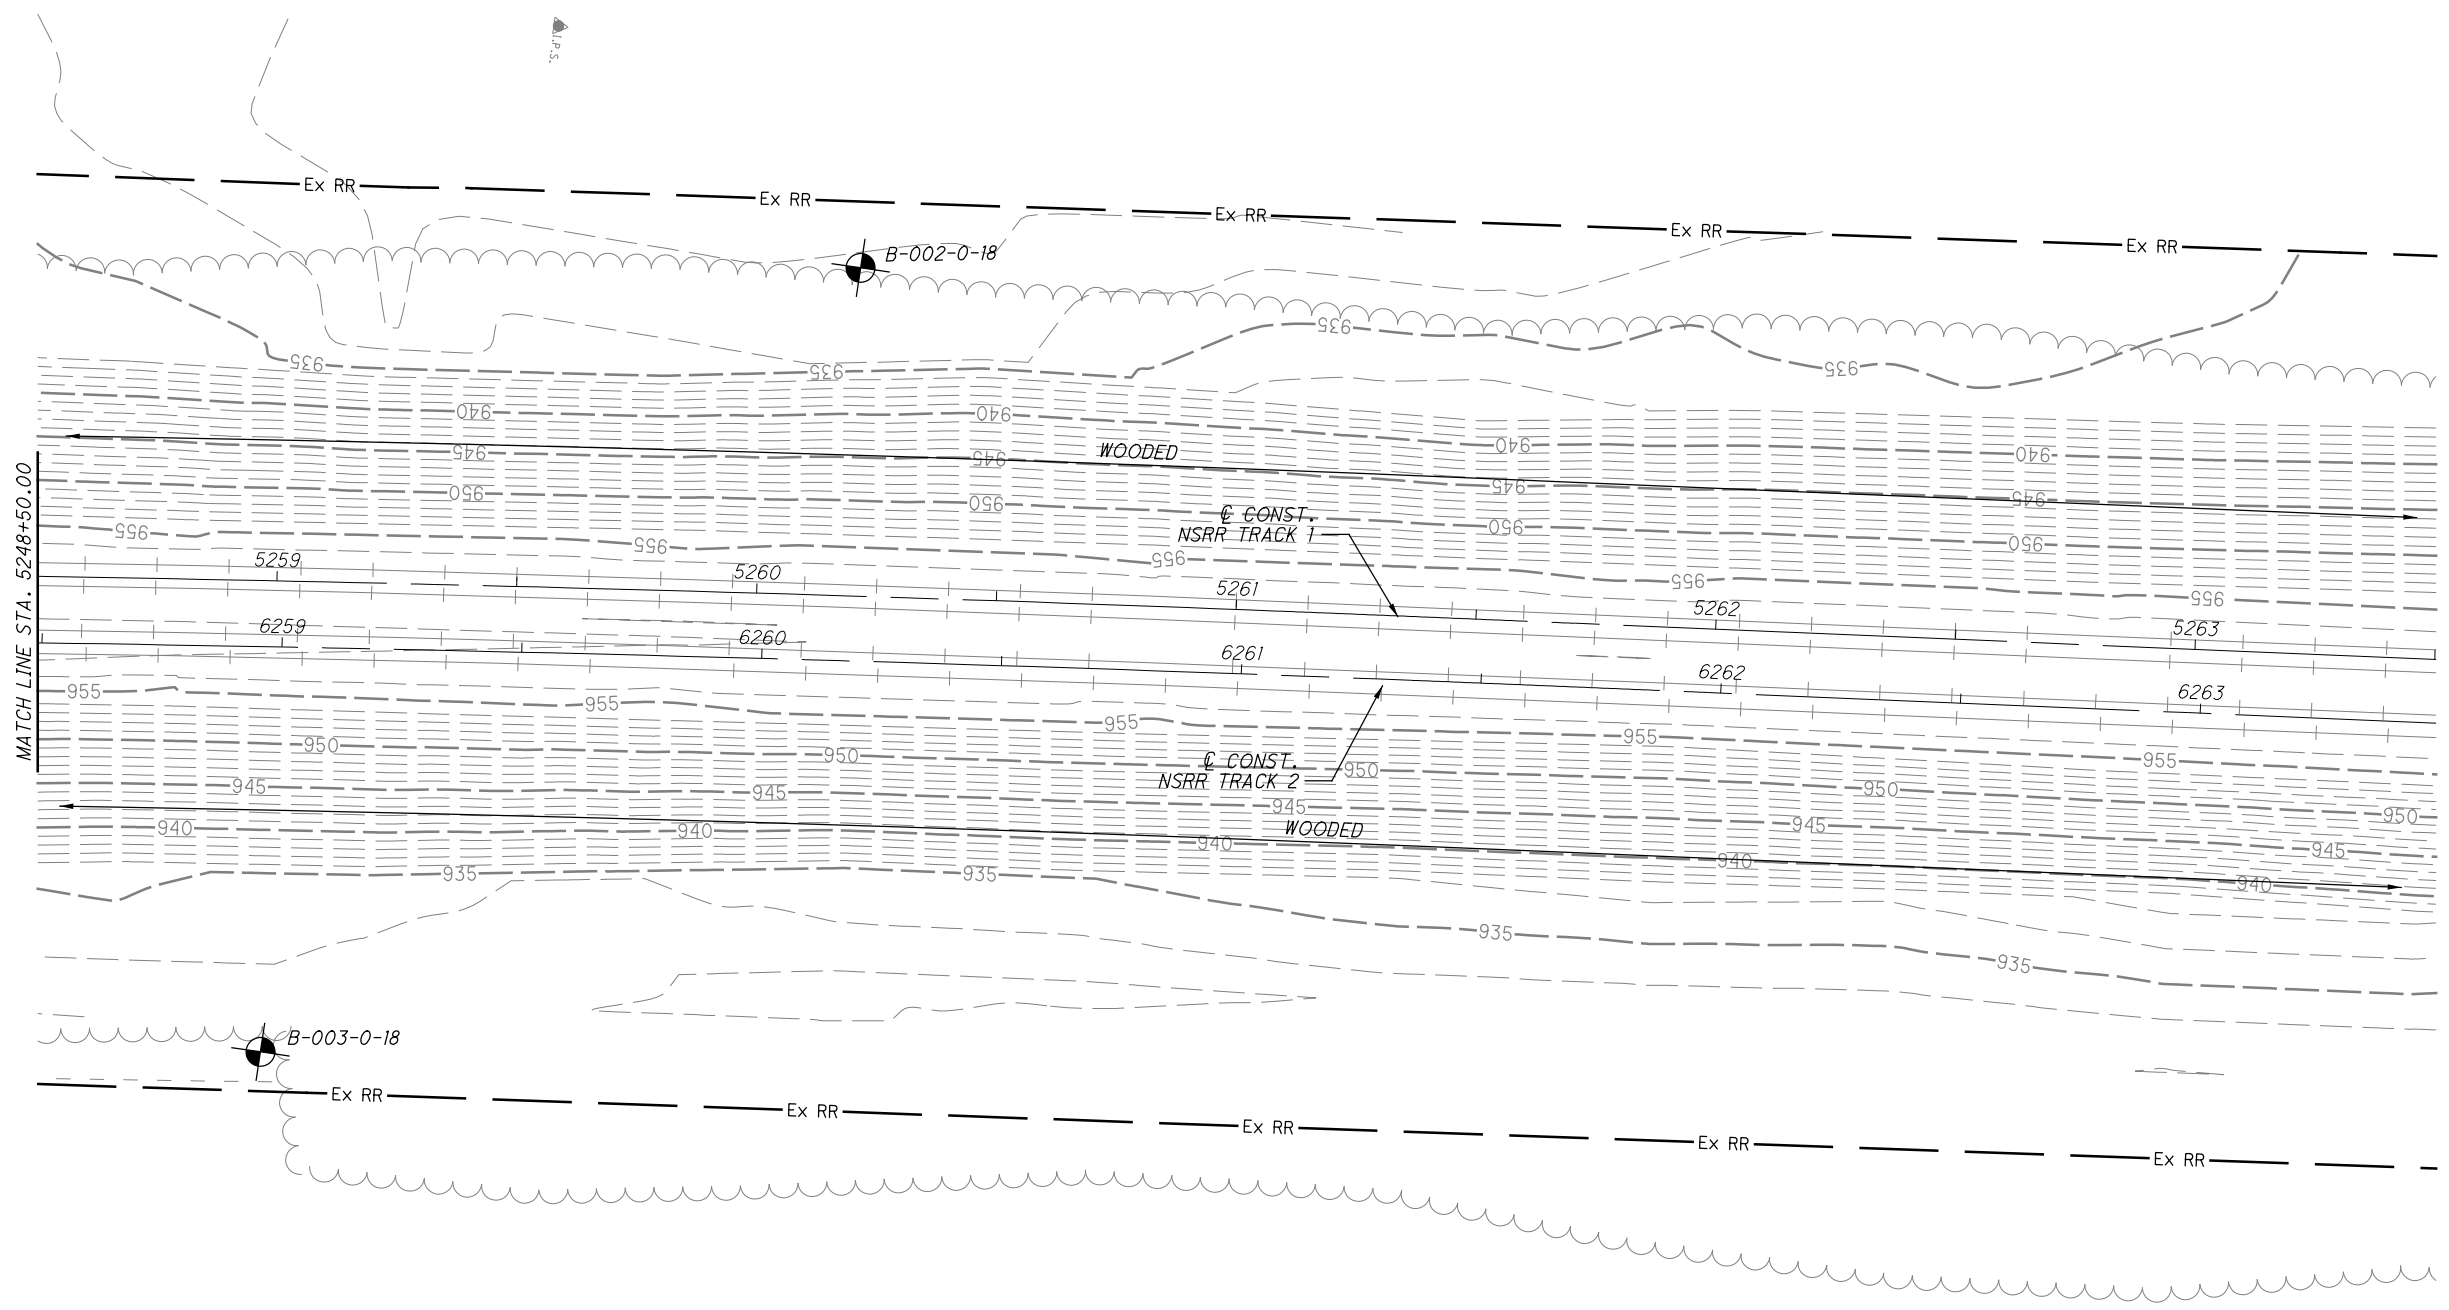 I.P.S.
Ex RR
Ex RR
Ex RR
Ex RR
Ex RR
B-002-0-18
935
935
935
935
940
940
940
940
WOODED
945
945
945
945
950
950
950
950
955
955
955
955
955
℄ CONST.
NSRR TRACK 1
MATCH LINE STA. 5248+50.00
5259
5260
5261
5262
5263
6259
6260
6261
6262
6263
955
955
955
955
955
950
950
950
950
950
℄ CONST.
NSRR TRACK 2
945
945
945
945
945
WOODED
940
940
940
940
940
935
935
935
935
B-003-0-18
Ex RR
Ex RR
Ex RR
Ex RR
Ex RR